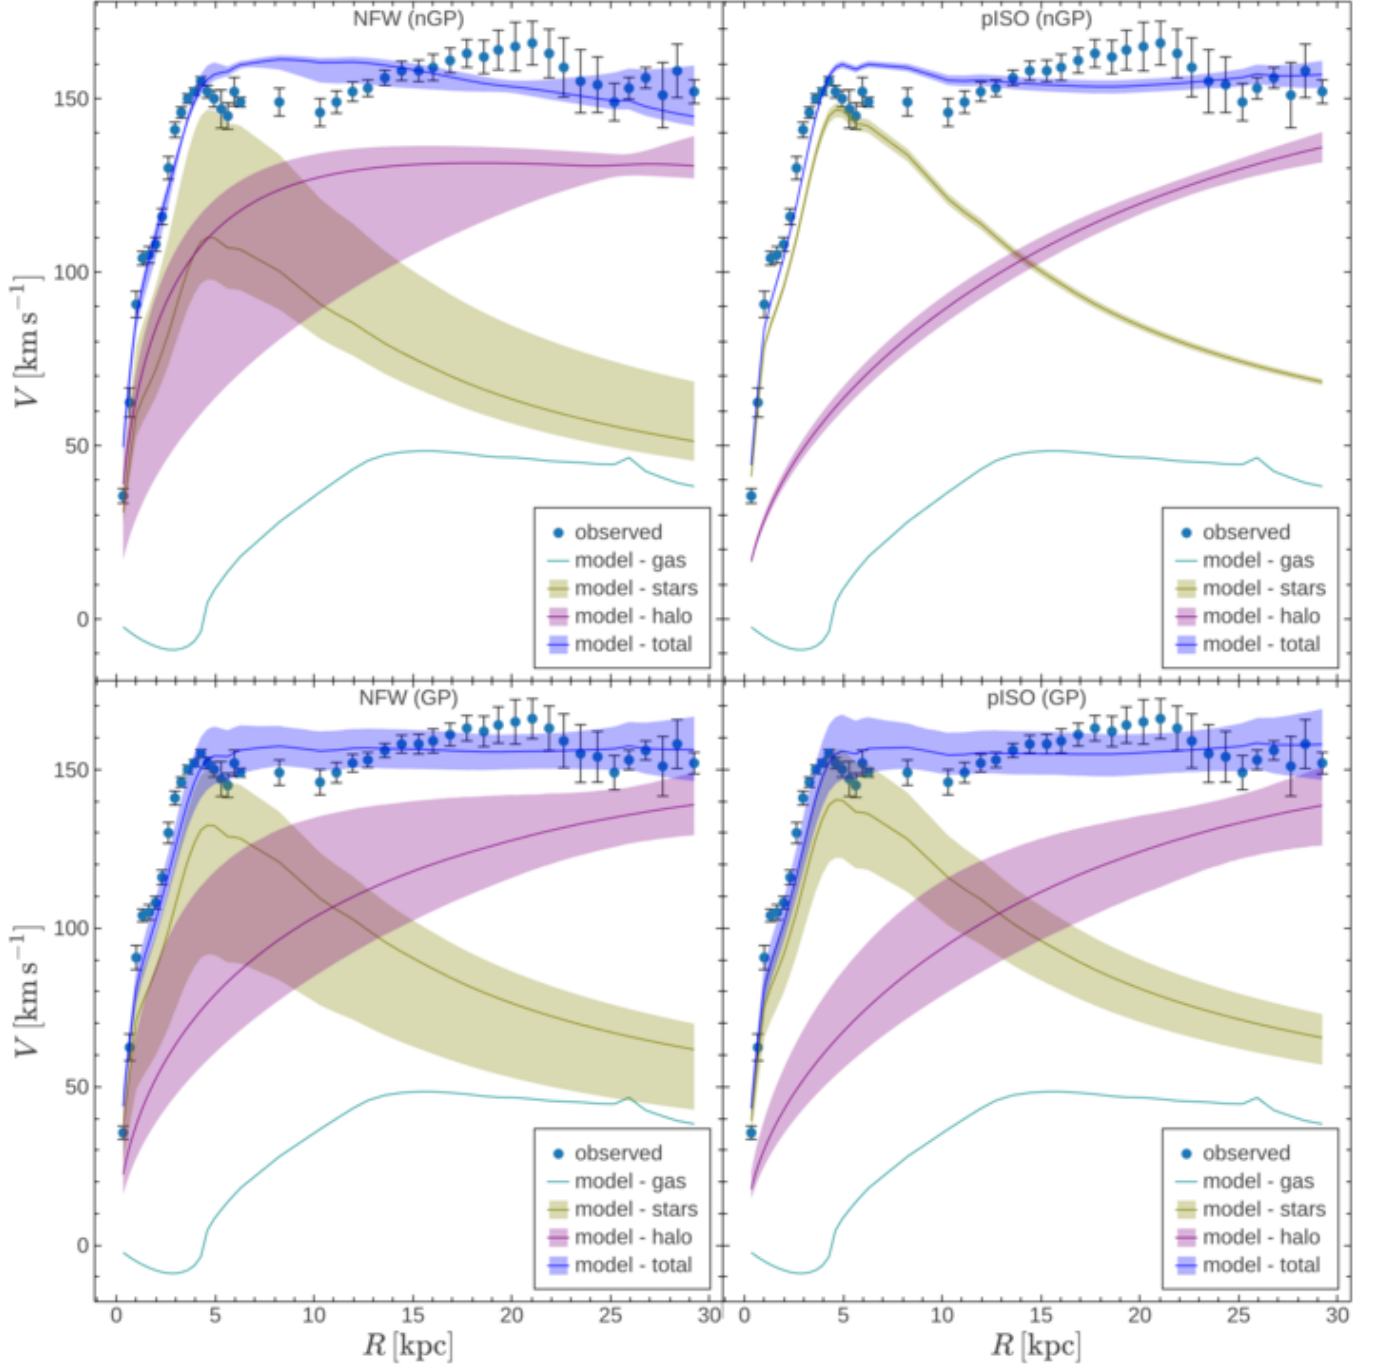 NFW (nGP)
pISO (nGP)
150
100
50
0
V [km s⁻¹]
observed
model - gas
model - stars
model - halo
model - total
observed
model - gas
model - stars
model - halo
model - total
NFW (GP)
pISO (GP)
150
100
50
0
V [km s⁻¹]
observed
model - gas
model - stars
model - halo
model - total
observed
model - gas
model - stars
model - halo
model - total
0 5 10 15 20 25 30
0 5 10 15 20 25 30
R [kpc]
R [kpc]